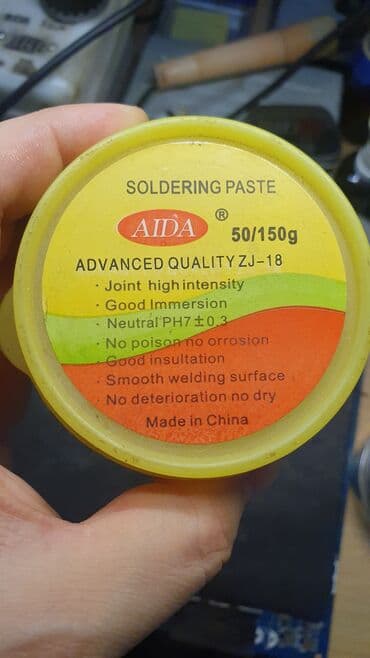 SOLDERING PASTE
AIDA ®
50/150g
ADVANCED QUALITY ZJ-18
· Joint high intensity
· Good Immersion
· Neutral PH7±0.3
· No poison no orrosion
· Good insultation
· Smooth welding surface
· No deterioration no dry
Made in China